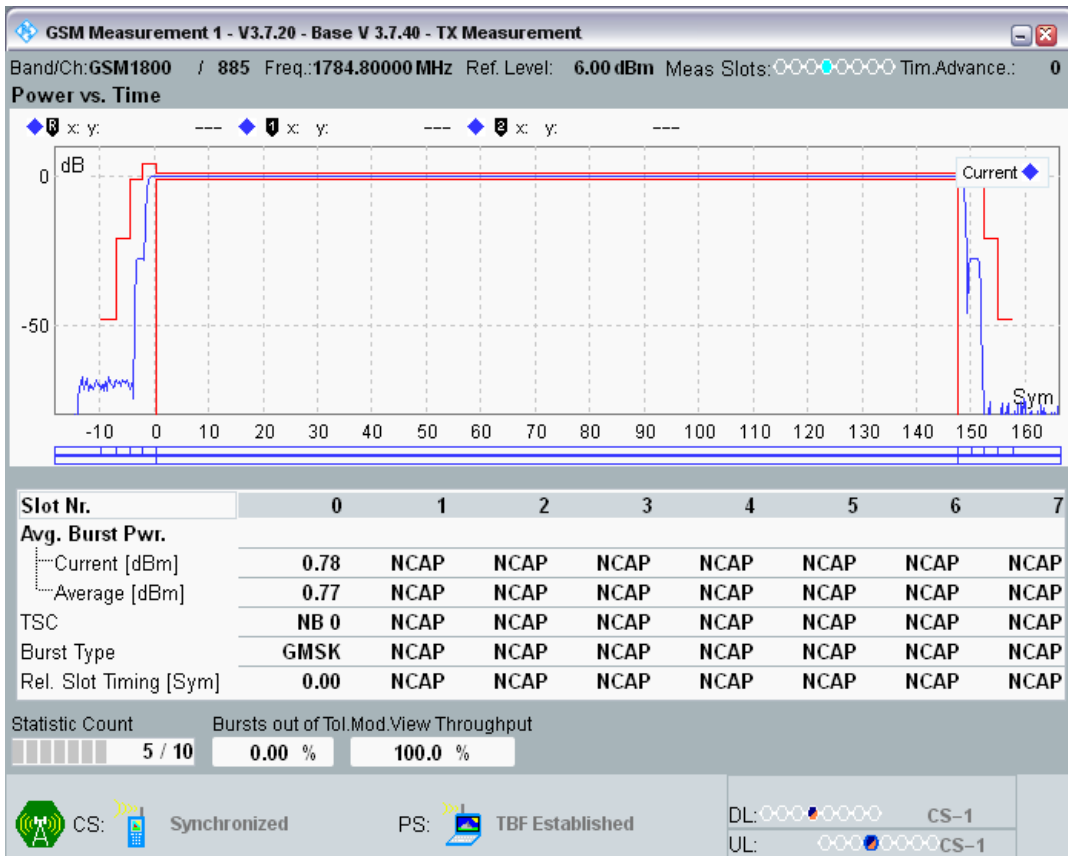 GSM Measurement 1 - V3.7.20 - Base V 3.7.40 - TX Measurement
Band/Ch:GSM1800 / 885 Freq.:1784.80000 MHz Ref. Level: 6.00 dBm Meas Slots: Tim.Advance.: 0
Power vs. Time
R x: y: --- 1 x: y: --- 2 x: y: ---
dB
Current
0
-50
Sym
-10 0 10 20 30 40 50 60 70 80 90 100 110 120 130 140 150 160
Slot Nr. 0 1 2 3 4 5 6 7
Avg. Burst Pwr.
Current [dBm] 0.78 NCAP NCAP NCAP NCAP NCAP NCAP NCAP
Average [dBm] 0.77 NCAP NCAP NCAP NCAP NCAP NCAP NCAP
TSC NB 0 NCAP NCAP NCAP NCAP NCAP NCAP NCAP
Burst Type GMSK NCAP NCAP NCAP NCAP NCAP NCAP NCAP
Rel. Slot Timing [Sym] 0.00 NCAP NCAP NCAP NCAP NCAP NCAP NCAP
Statistic Count Bursts out of Tol. Mod.View Throughput
5 / 10 0.00 % 100.0 %
CS: Synchronized PS: TBF Established
DL: CS-1
UL: CS-1